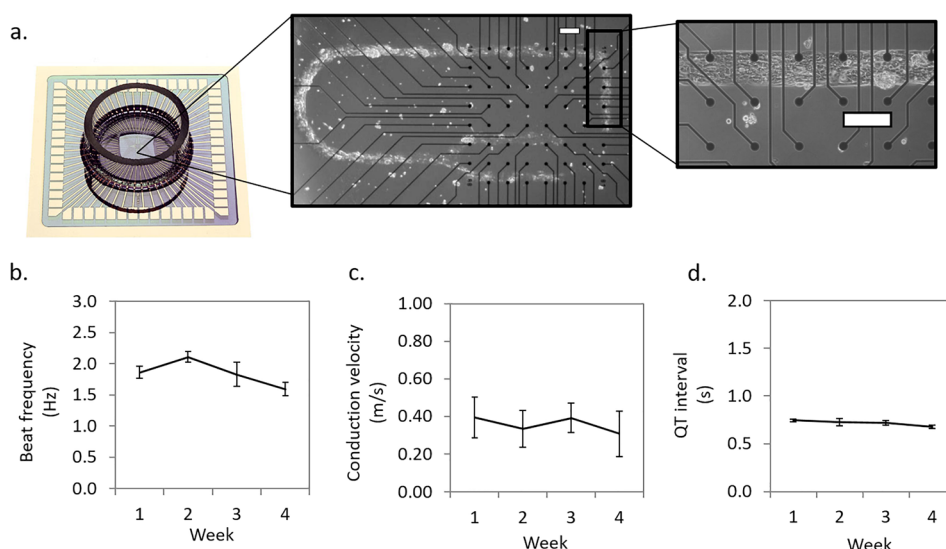 a.
b.
Beat frequency
(Hz)
3.0
2.5
2.0
1.5
1.0
0.5
0.0
1 2 3 4
Week
c.
Conduction velocity
(m/s)
1.00
0.80
0.60
0.40
0.20
0.00
1 2 3 4
Week
d.
QT interval
(s)
2.0
1.5
1.0
0.5
0.0
1 2 3 4
Week